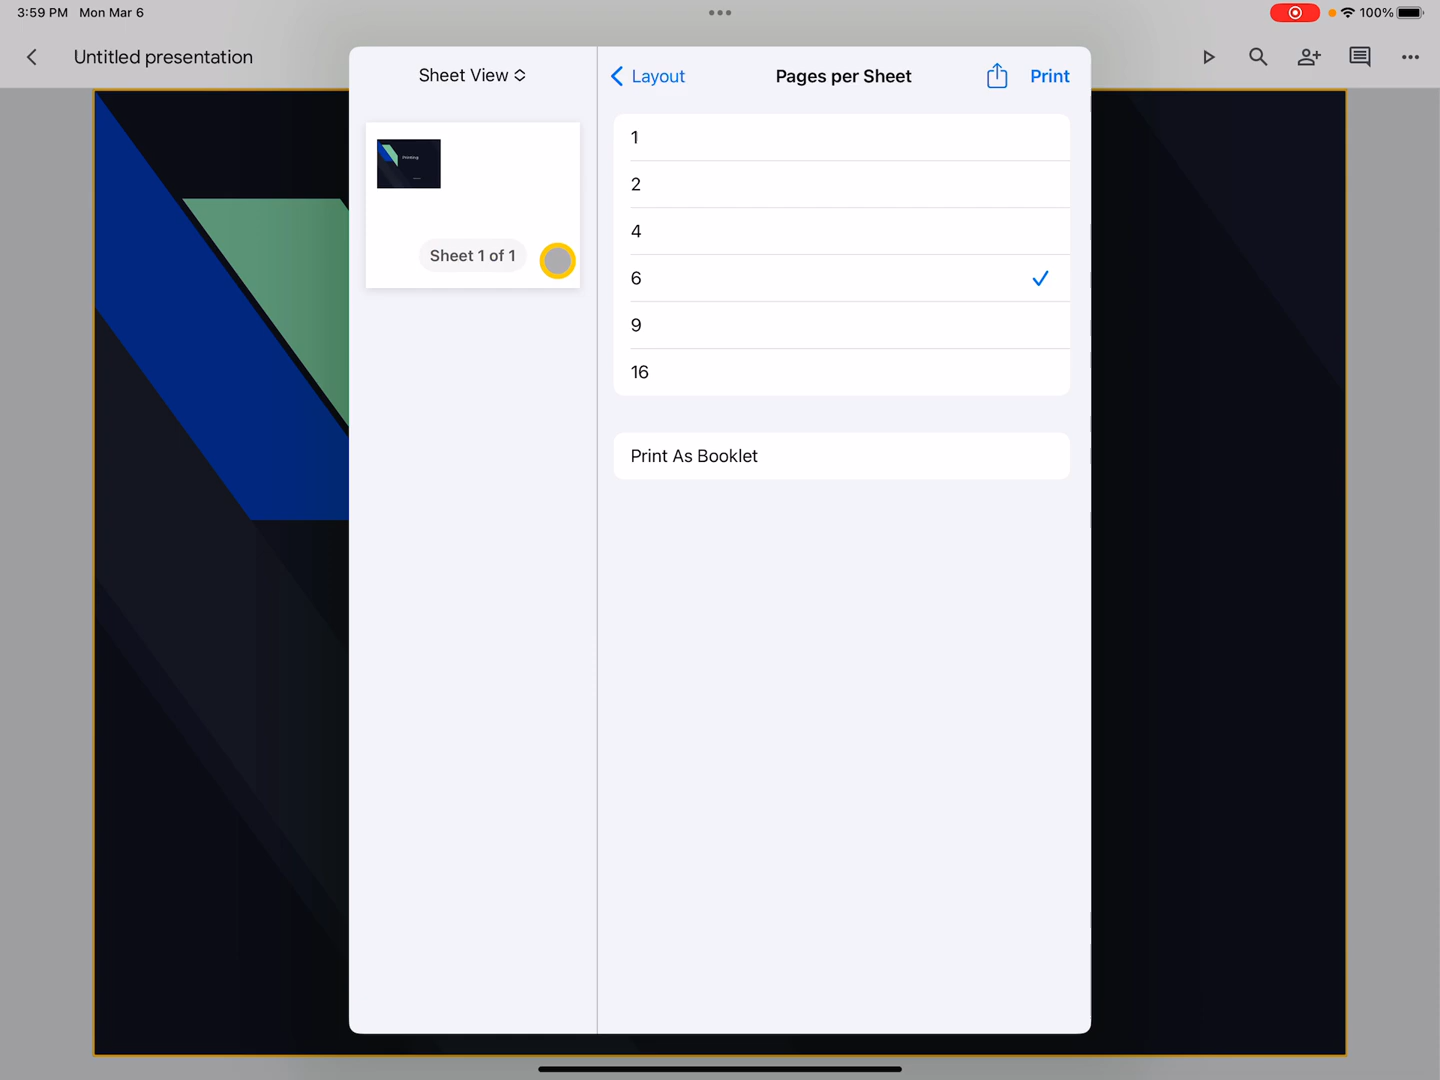 3:59 PM Mon Mar 6
100%
Untitled presentation
Sheet View
Layout
Pages per Sheet
Print
Printing
Sheet 1 of 1
1
2
4
6
9
16
Print As Booklet